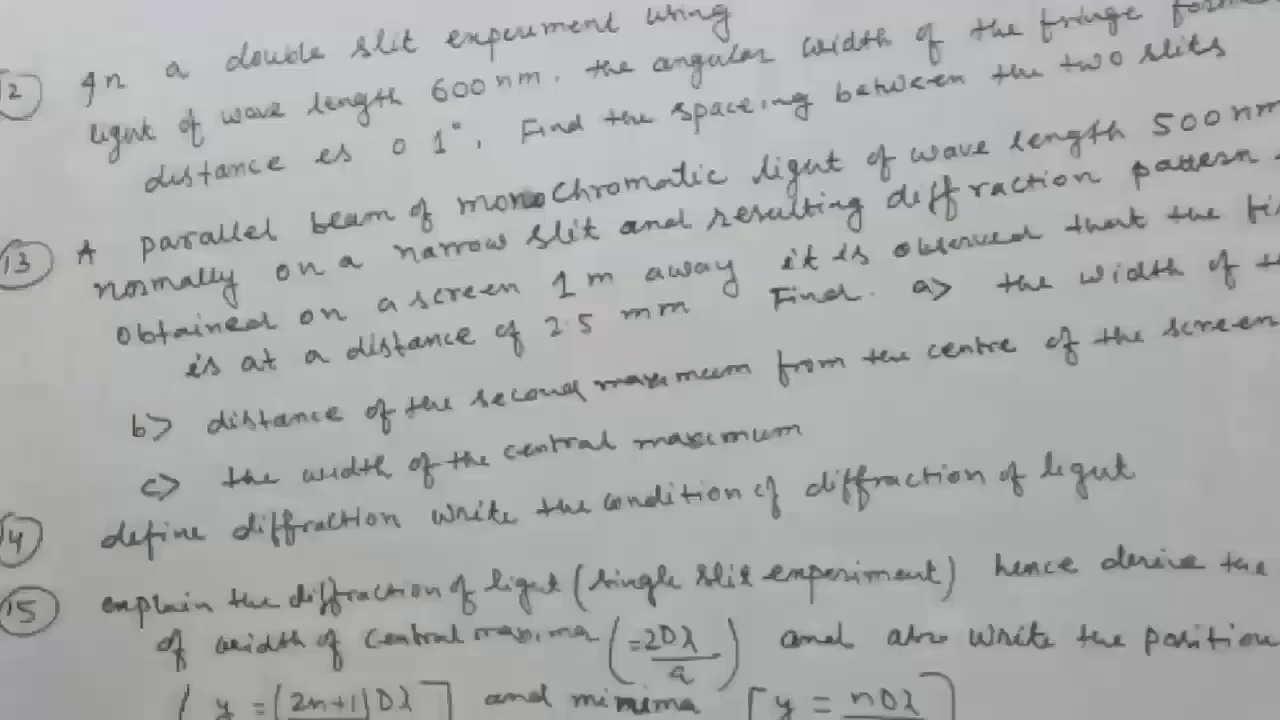 12 In a double slit experiment using
light of wave length 600 nm. the angular width of the fringe
distance es 0 1°. Find the spaceing between the two slits
13 A parallel beam of monochromatic light of wave length 500 nm
normally on a narrow slit and resulting diffraction pattern
obtained on a screen 1 m away it is observed that the
is at a distance of 2.5 mm Find. a> the width of
b> distance of the second maximum from the centre of the screen
c> the width of the central maximum
define diffraction write the condition of diffraction of light
15 explain the diffraction of light (single slit experiment) hence derive the
of width of central maxima (=2Dλ/a) and also write the position
y = (2n+1)Dλ and minima [y = nDλ]